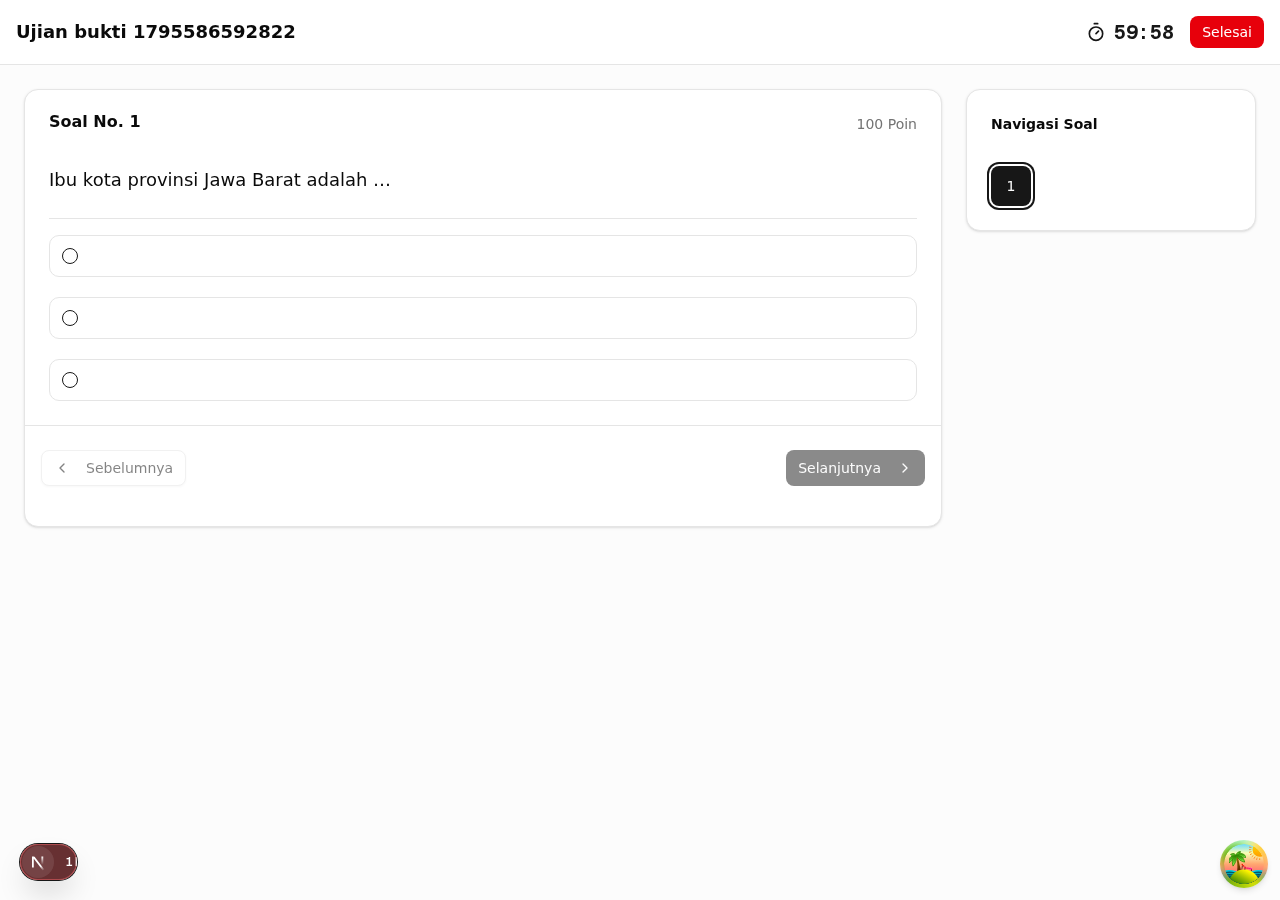 Ujian bukti 1795586592822
59:58
Selesai
Soal No. 1
100 Poin
Ibu kota provinsi Jawa Barat adalah ...
Sebelumnya
Selanjutnya
Navigasi Soal
1
N
1